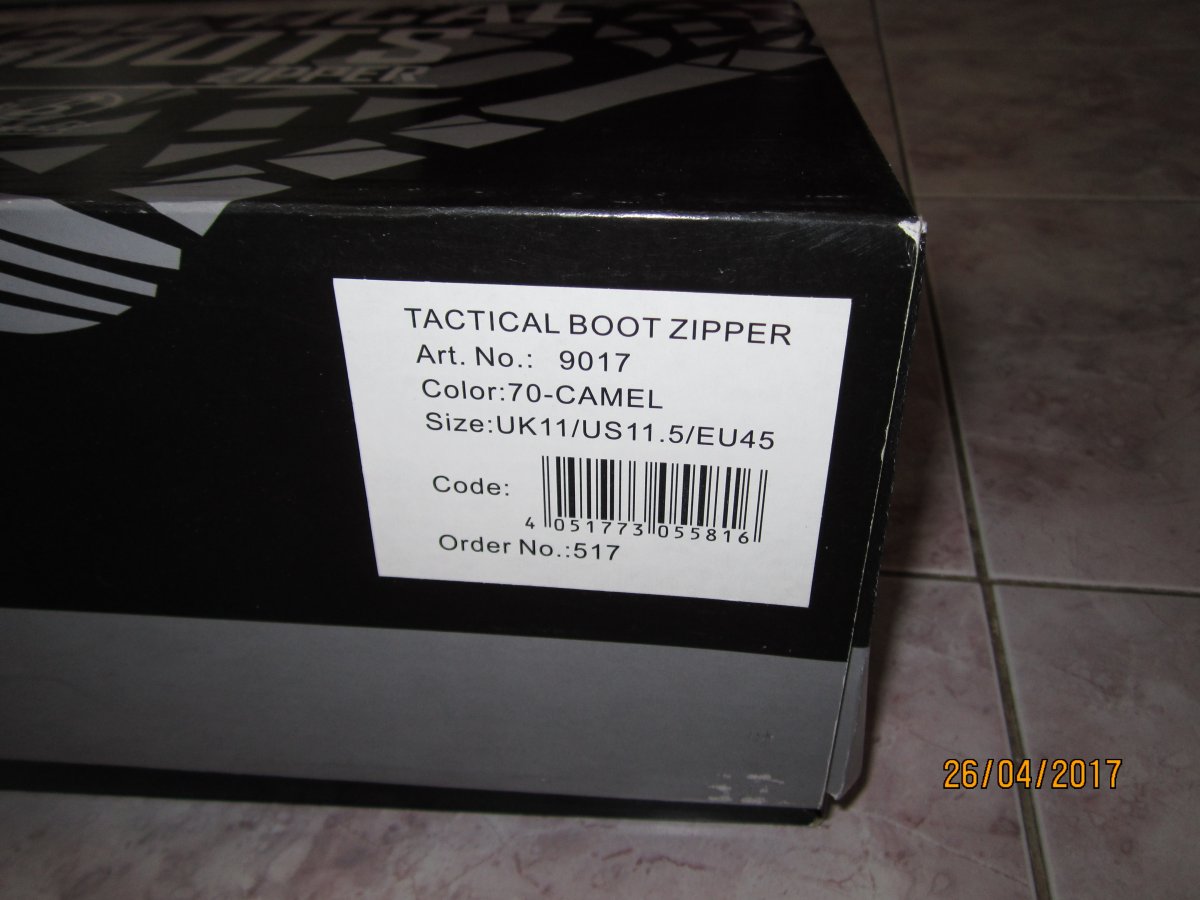 BOOTS
ZIPPER
TACTICAL BOOT ZIPPER
Art. No.: 9017
Color:70-CAMEL
Size:UK11/US11.5/EU45
Code:
4 051773 055816
Order No.:517
26/04/2017